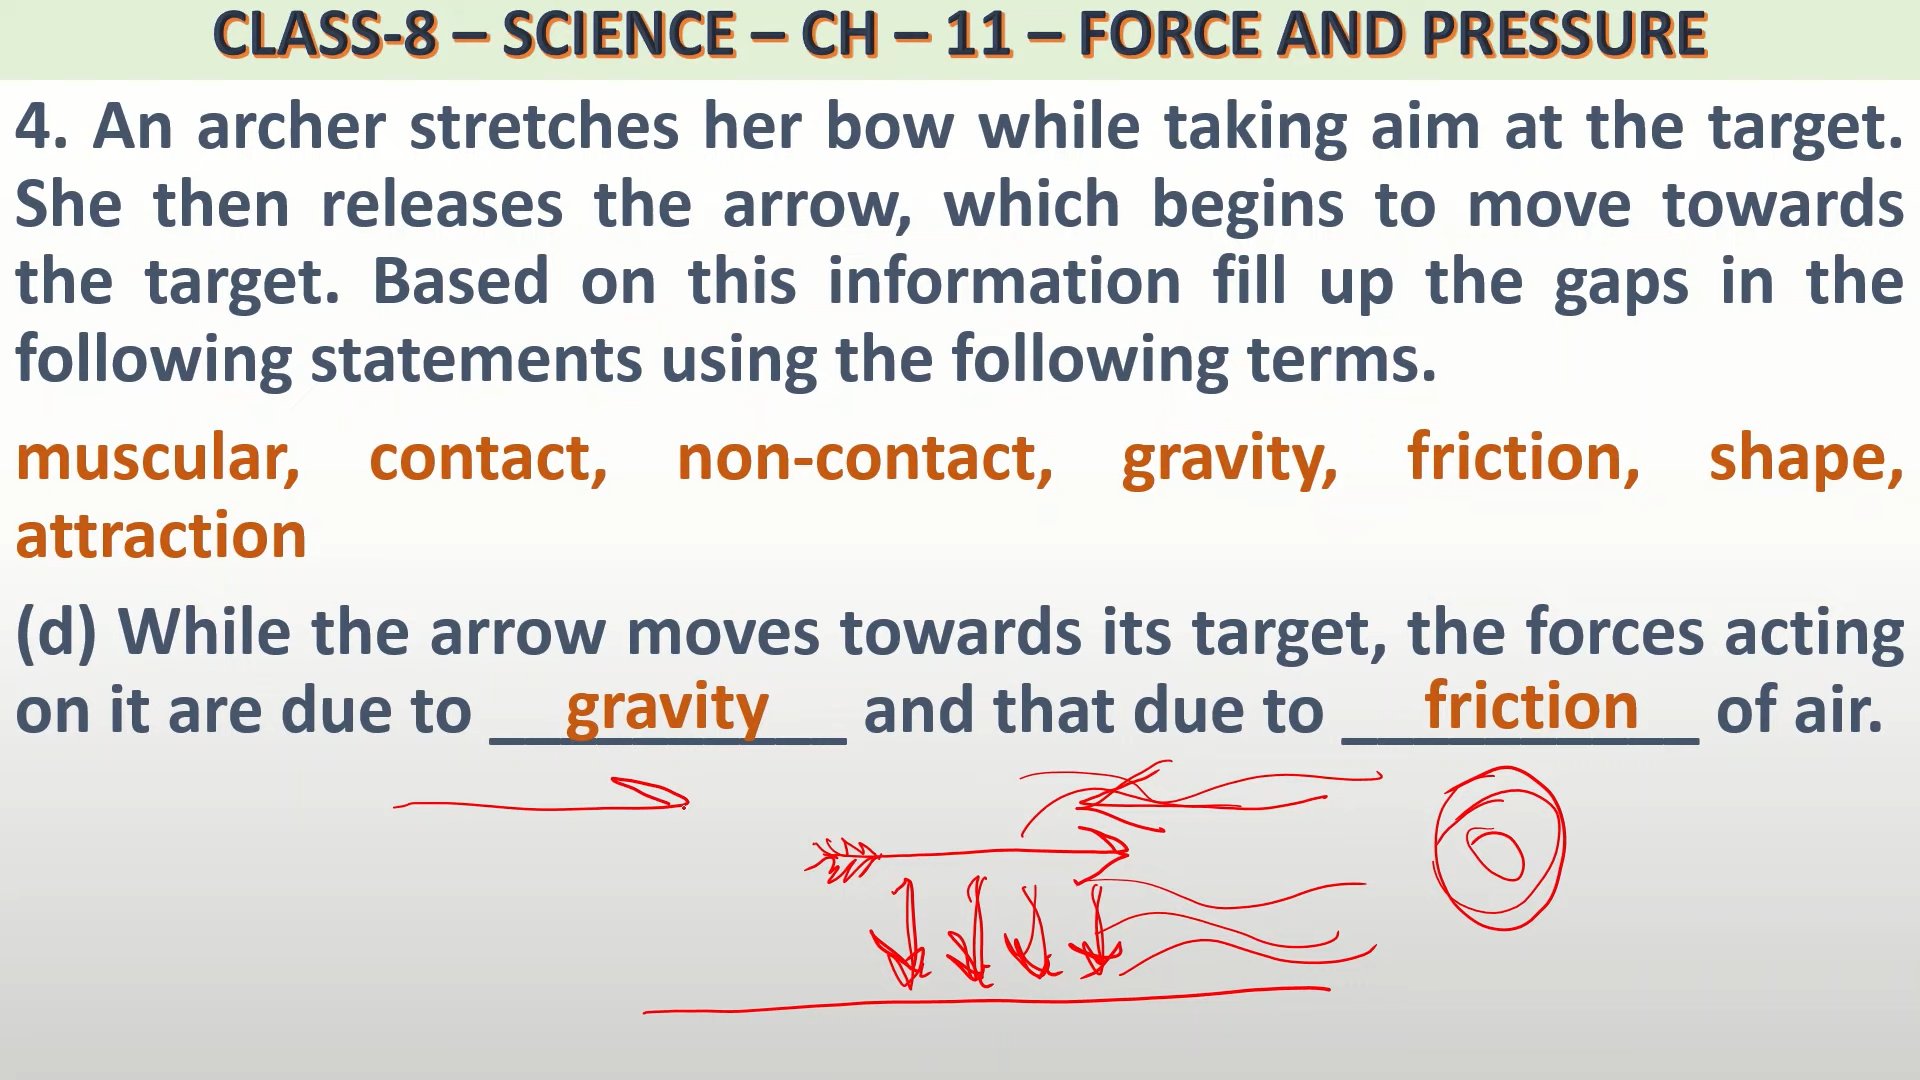 CLASS-8 – SCIENCE – CH – 11 – FORCE AND PRESSURE
4. An archer stretches her bow while taking aim at the target.
She then releases the arrow, which begins to move towards
the target. Based on this information fill up the gaps in the
following statements using the following terms.
muscular, contact, non-contact, gravity, friction, shape,
attraction
(d) While the arrow moves towards its target, the forces acting
on it are due to gravity and that due to friction of air.